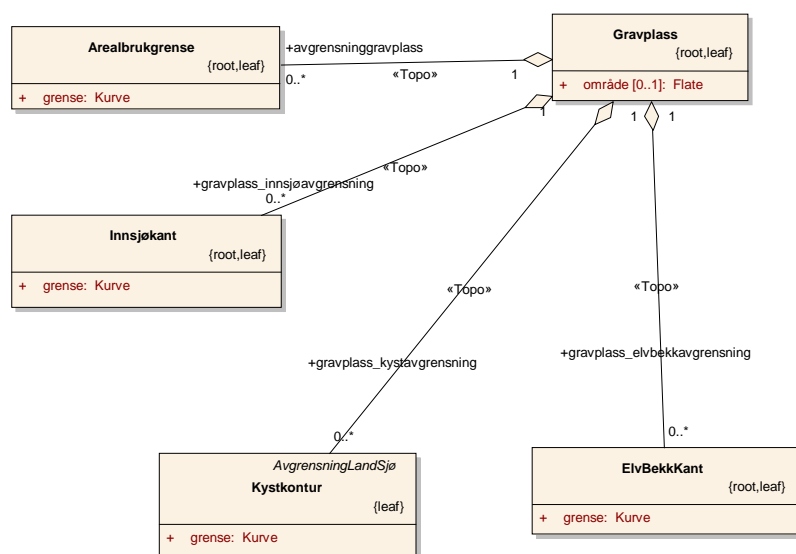 Arealbrukgrense
{root,leaf}
+ grense: Kurve
+avgrensninggravplass
0..*
«Topo»
1
Gravplass
{root,leaf}
+ område [0..1]: Flate
1
«Topo»
+gravplass_innsjøavgrensning
0..*
1
1
Innsjøkant
{root,leaf}
+ grense: Kurve
«Topo»
«Topo»
+gravplass_kystavgrensning
+gravplass_elvbekkavgrensning
0..*
0..*
AvgrensningLandSjø
Kystkontur
{leaf}
+ grense: Kurve
ElvBekkKant
{root,leaf}
+ grense: Kurve